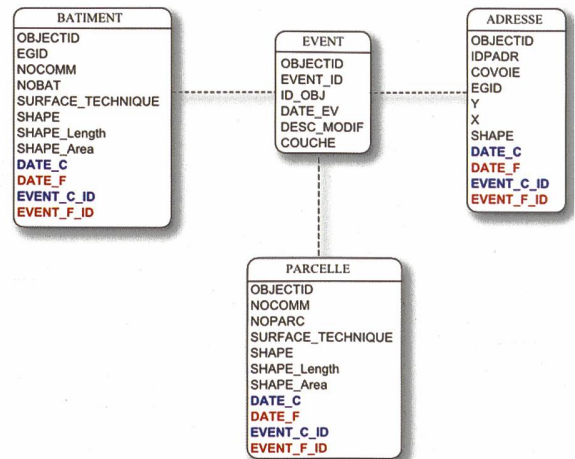 BATIMENT
OBJECTID
EGID
NOCOMM
NOBAT
SURFACE_TECHNIQUE
SHAPE
SHAPE_Length
SHAPE_Area
DATE_C
DATE_F
EVENT_C_ID
EVENT_F_ID
EVENT
OBJECTID
EVENT_ID
ID_OBJ
DATE_EV
DESC_MODIF
COUCHE
ADRESSE
OBJECTID
IDPADR
COVOIE
EGID
Y
X
SHAPE
DATE_C
DATE_F
EVENT_C_ID
EVENT_F_ID
PARCELLE
OBJECTID
NOCOMM
NOPARC
SURFACE_TECHNIQUE
SHAPE
SHAPE_Length
SHAPE_Area
DATE_C
DATE_F
EVENT_C_ID
EVENT_F_ID